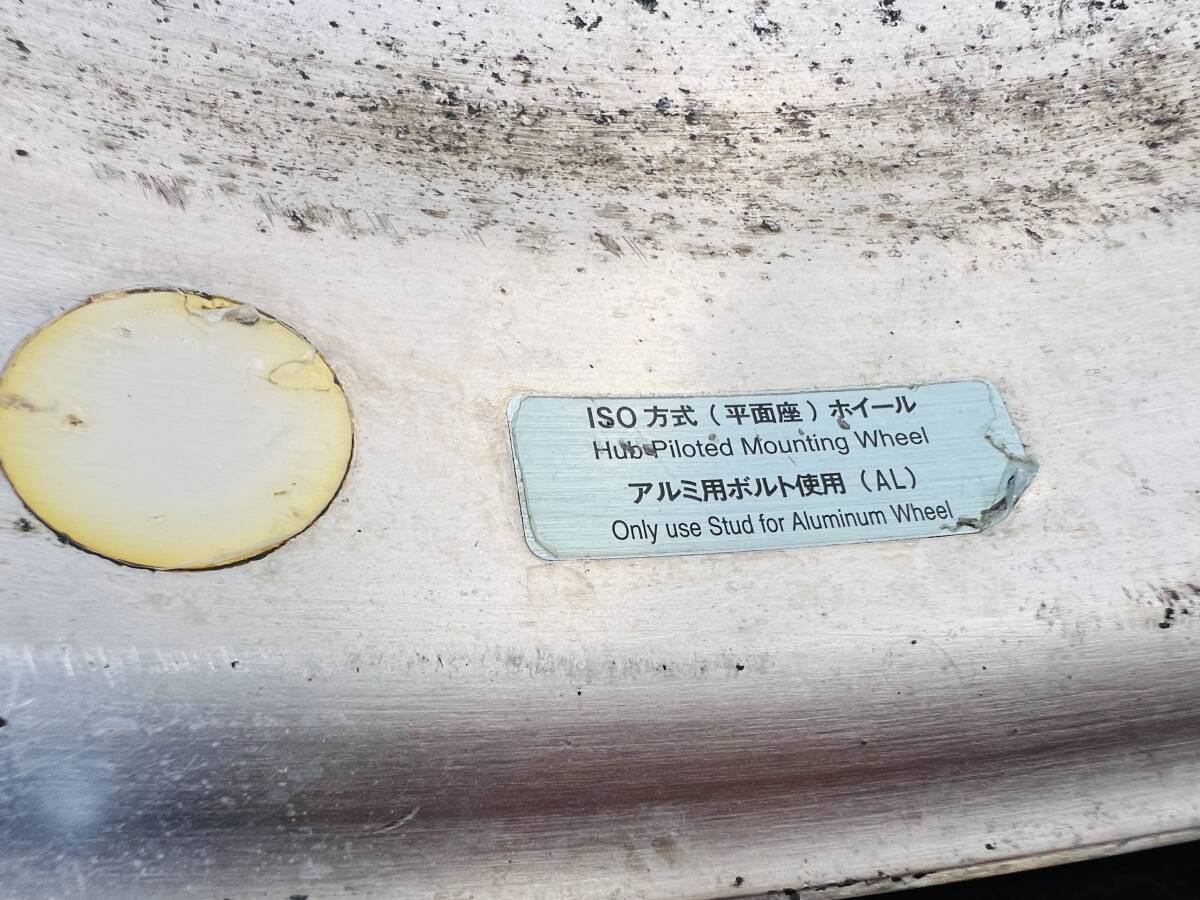 ISO 方式（平面座）ホイール
Hub-Piloted Mounting Wheel
アルミ用ボルト使用（AL）
Only use Stud for Aluminum Wheel